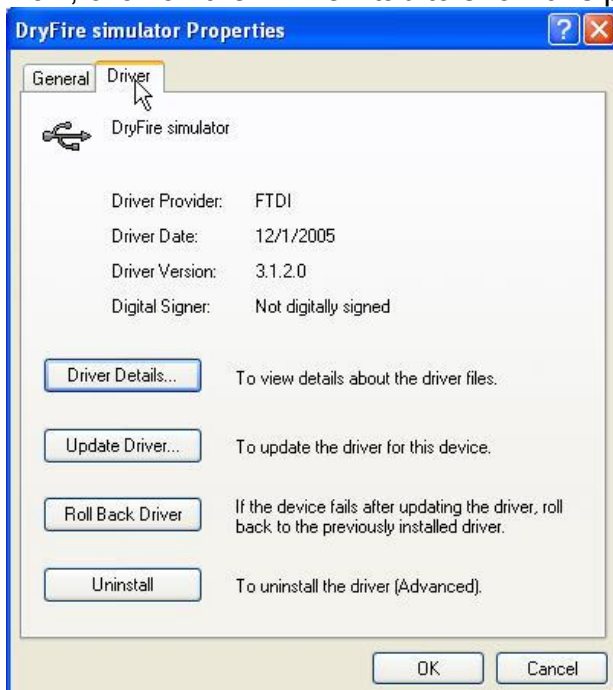 DryFire simulator Properties
General Driver
DryFire simulator
Driver Provider: FTDI
Driver Date: 12/1/2005
Driver Version: 3.1.2.0
Digital Signer: Not digitally signed
Driver Details... To view details about the driver files.
Update Driver... To update the driver for this device.
Roll Back Driver If the device fails after updating the driver, roll
back to the previously installed driver.
Uninstall To uninstall the driver (Advanced).
OK Cancel